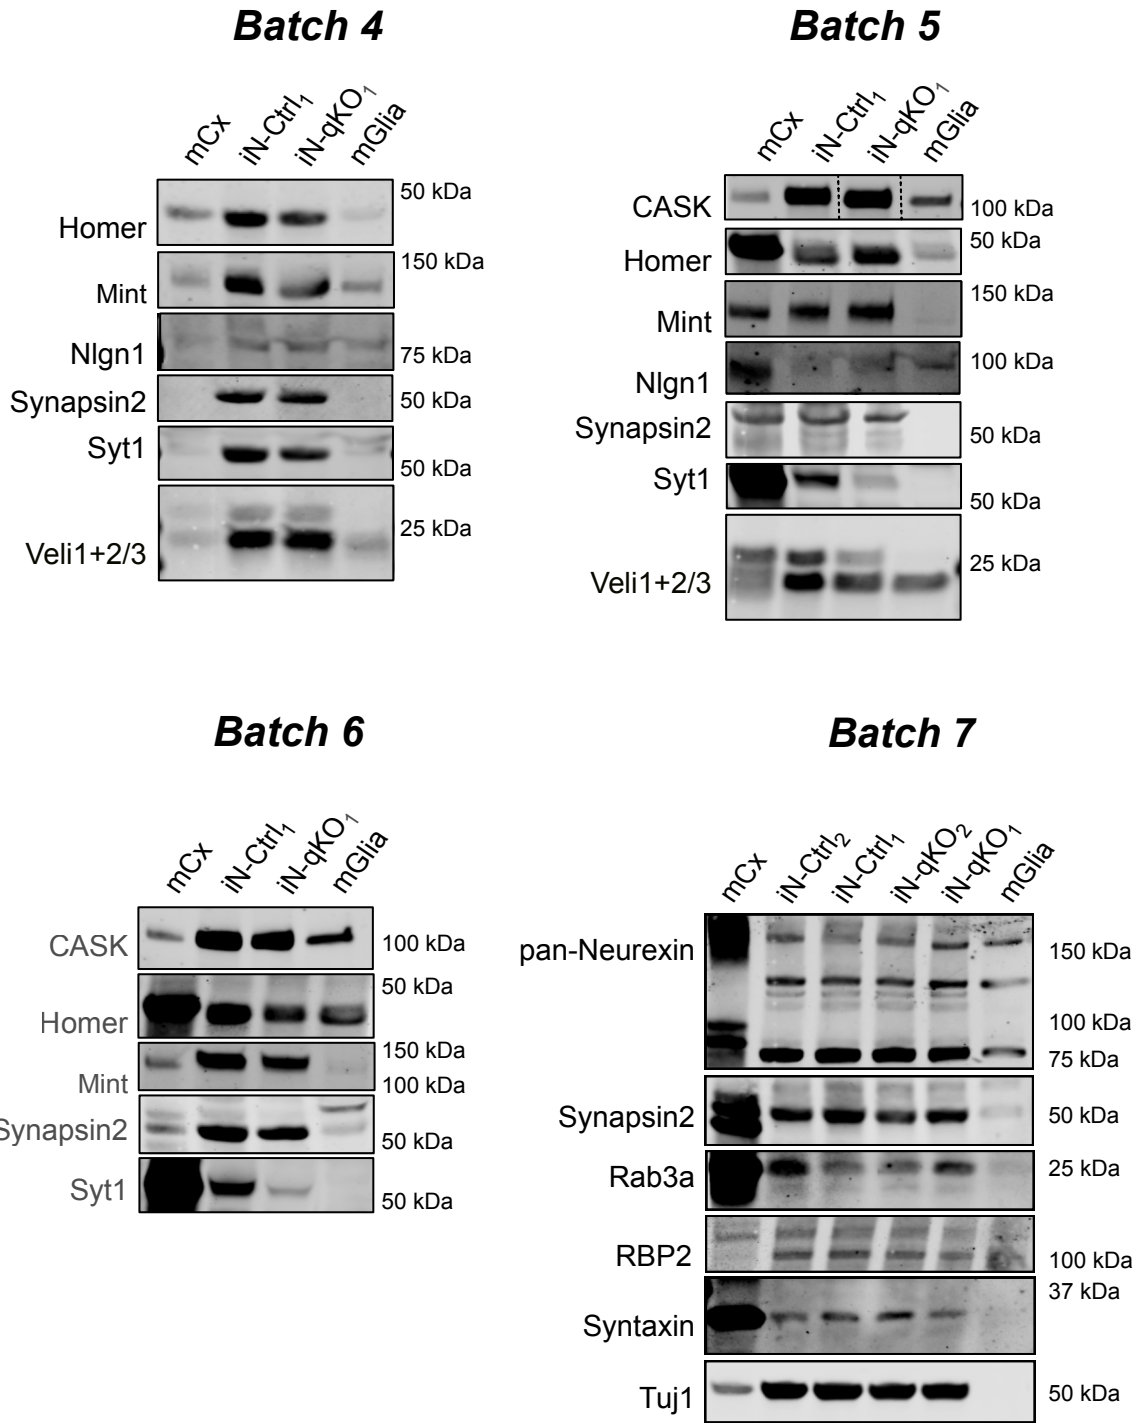 Batch 4
mCx iN-Ctrl₁ iN-qKO₁ mGlia
Homer 50 kDa
Mint 150 kDa
Nlgn1 75 kDa
Synapsin2 50 kDa
Syt1 50 kDa
Veli1+2/3 25 kDa
Batch 5
mCx iN-Ctrl₁ iN-qKO₁ mGlia
CASK 100 kDa
Homer 50 kDa
Mint 150 kDa
Nlgn1 100 kDa
Synapsin2 50 kDa
Syt1 50 kDa
Veli1+2/3 25 kDa
Batch 6
mCx iN-Ctrl₁ iN-qKO₁ mGlia
CASK 100 kDa
Homer 50 kDa
Mint 150 kDa
100 kDa
Synapsin2 50 kDa
Syt1 50 kDa
Batch 7
mCx iN-Ctrl₂ iN-Ctrl₁ iN-qKO₂ iN-qKO₁ mGlia
pan-Neurexin 150 kDa
100 kDa
75 kDa
Synapsin2 50 kDa
Rab3a 25 kDa
RBP2 100 kDa
37 kDa
Syntaxin
Tuj1 50 kDa